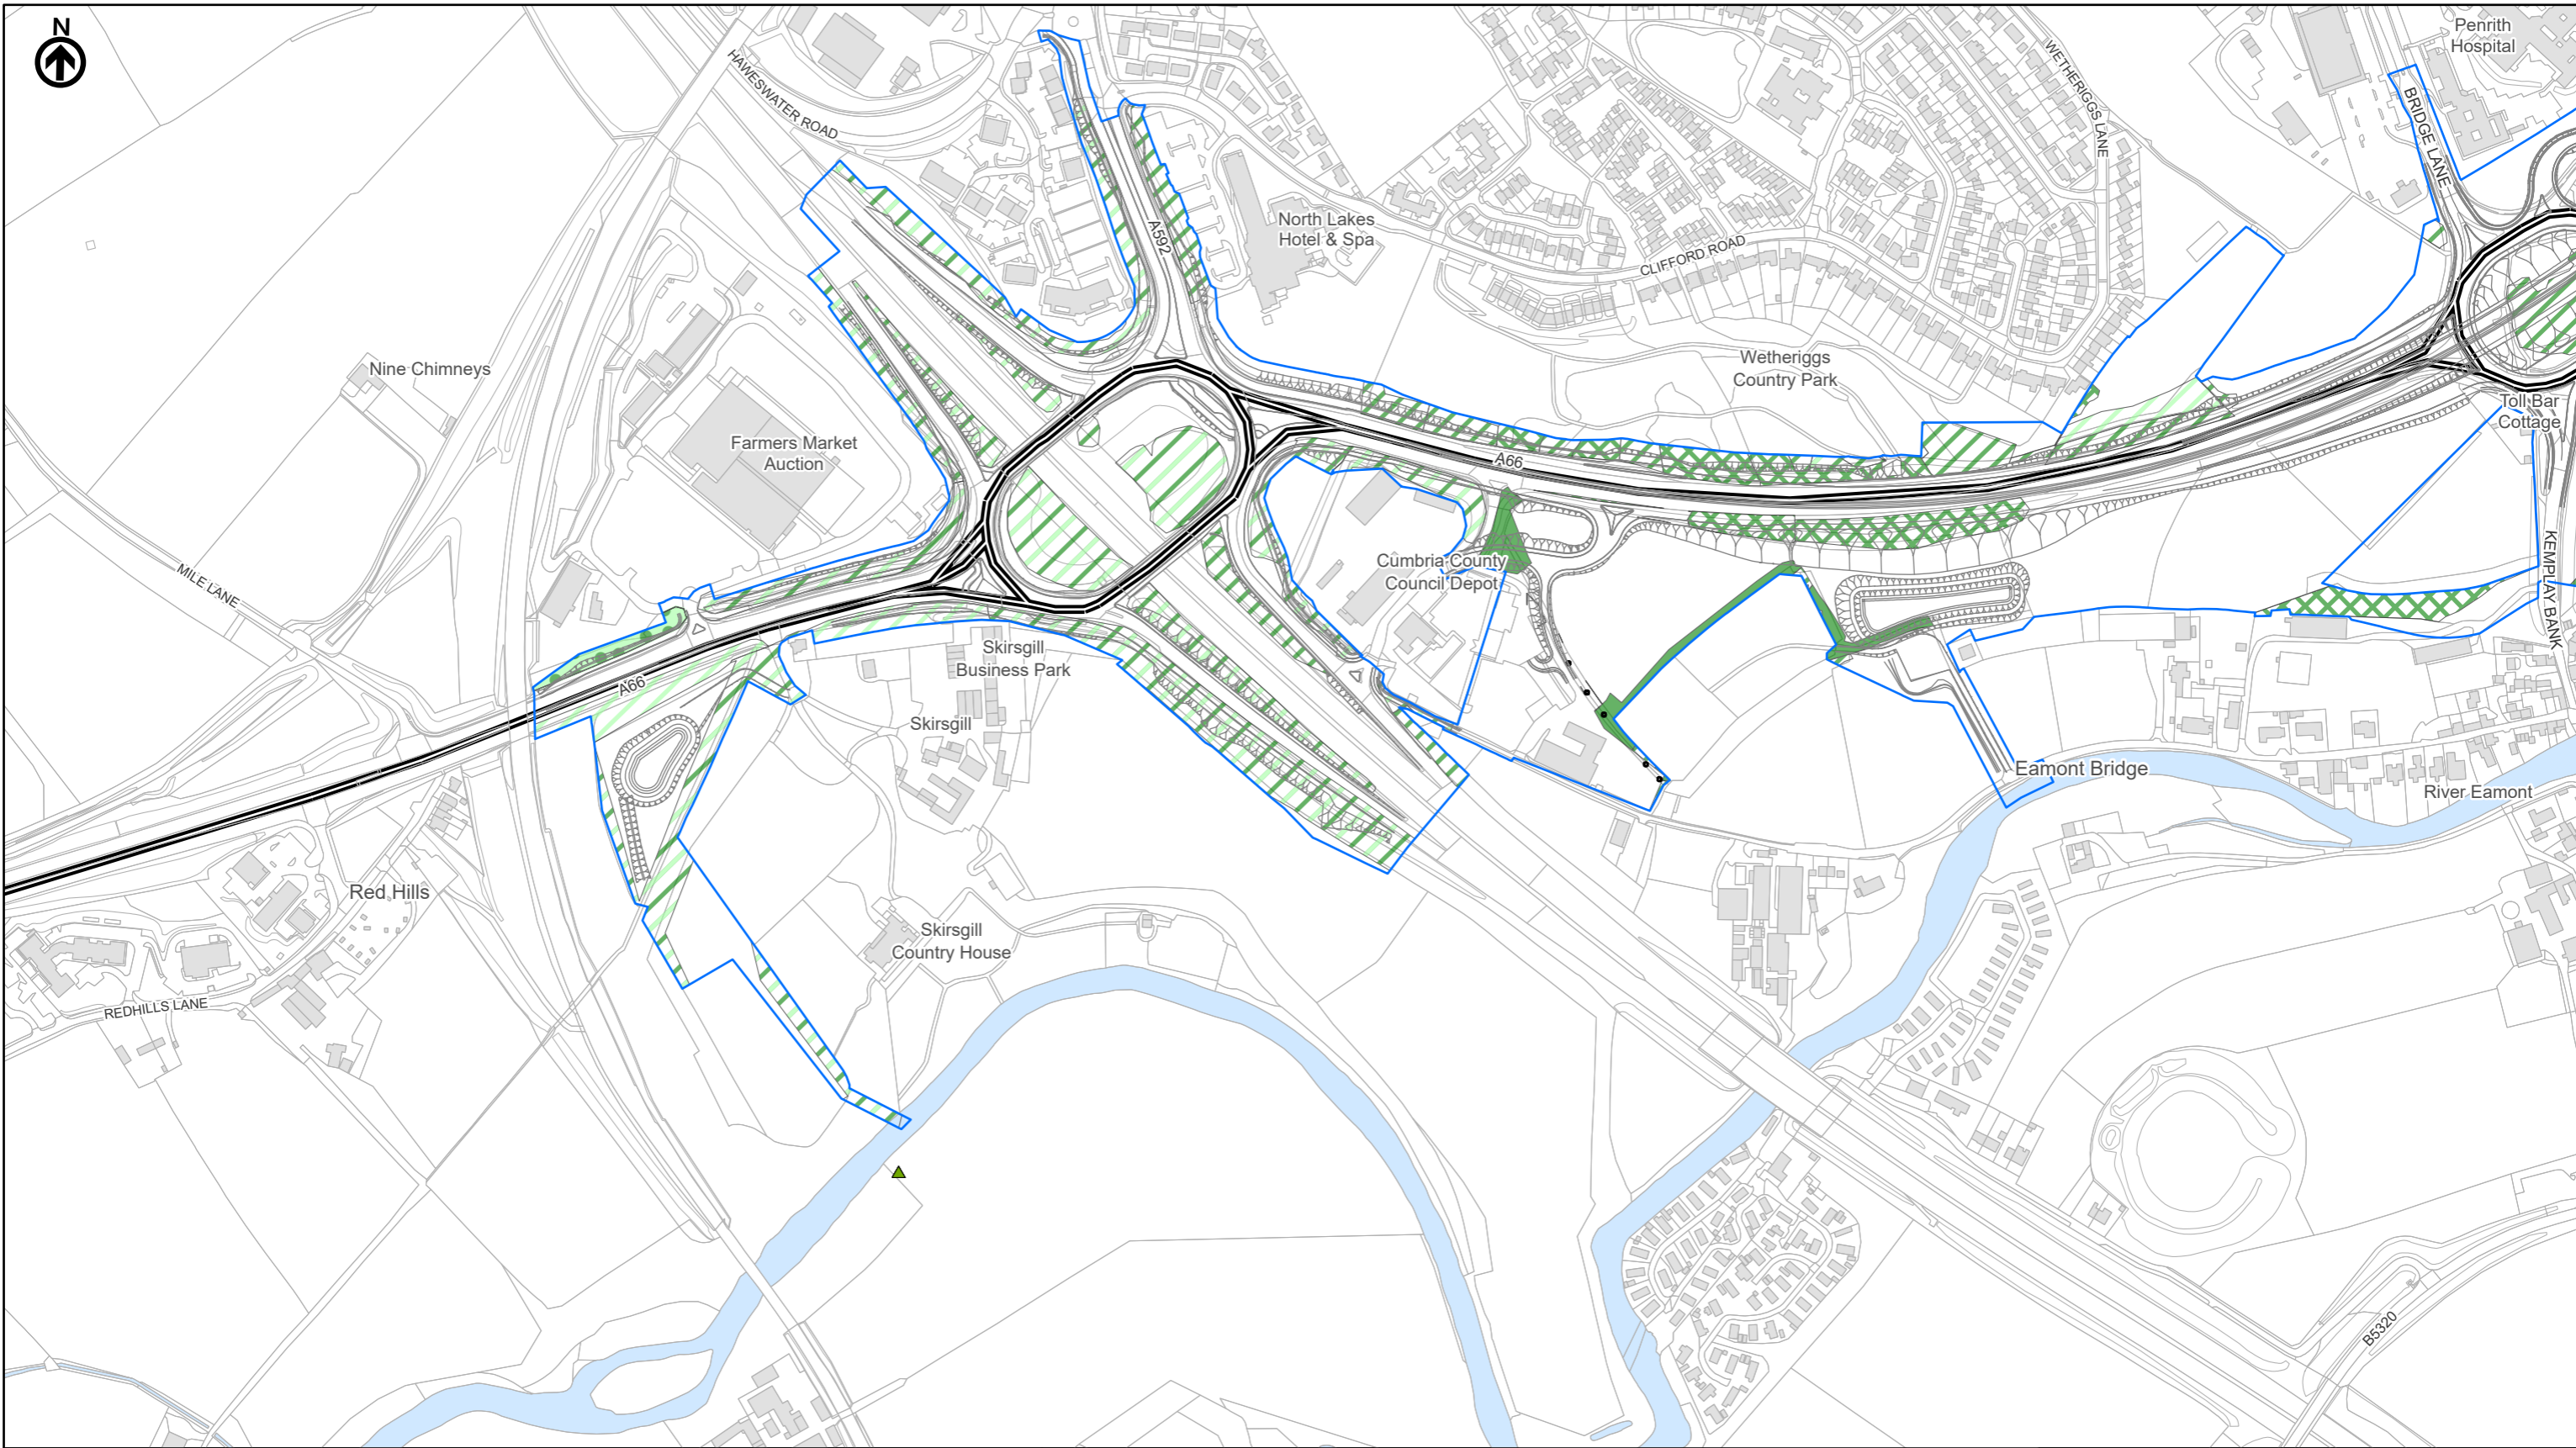 N
HAWESWATER ROAD
A592
North Lakes
Hotel & Spa
CLIFFORD ROAD
WETHERIGGS LANE
Penrith
Hospital
BRIDGE LANE
Nine Chimneys
Farmers Market
Auction
Wetheriggs
Country Park
Toll Bar
Cottage
A66
MILE LANE
Cumbria County
Council Depot
KEMPLAY BANK
Skirsgill
Business Park
A66
Skirsgill
Eamont Bridge
River Eamont
Red Hills
Skirsgill
Country House
REDHILLS LANE
B5320